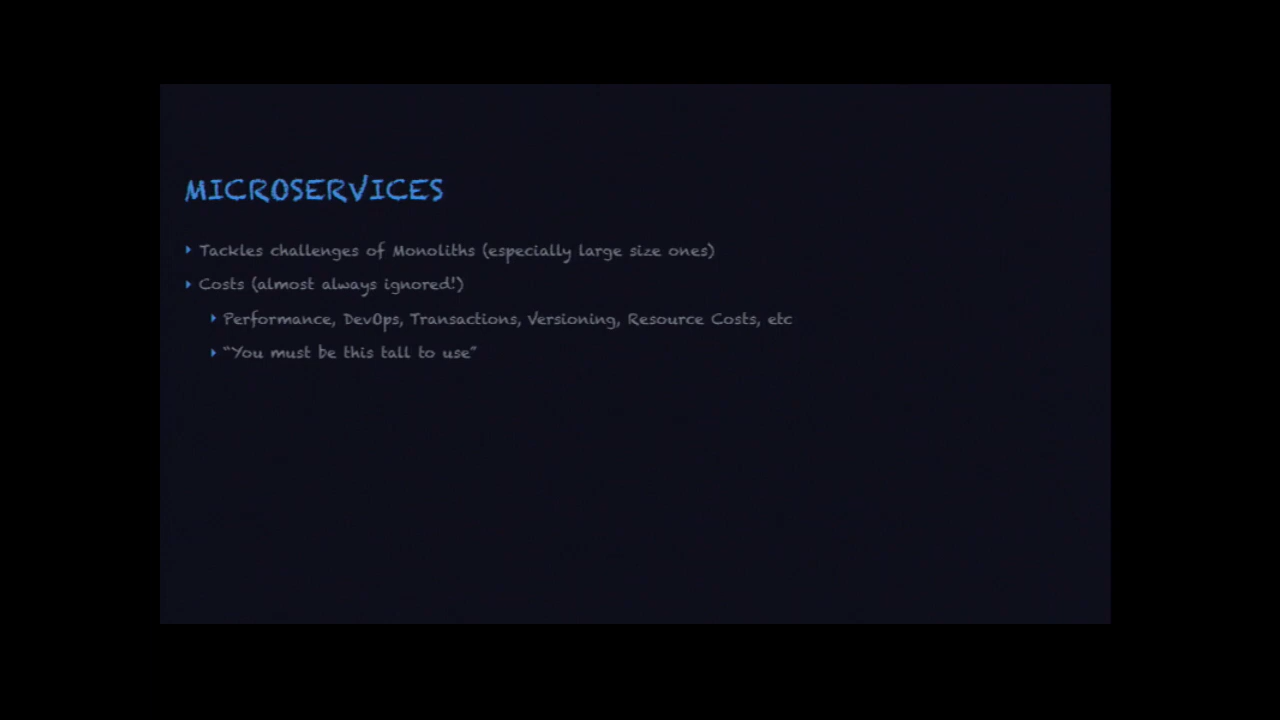 MICROSERVICES
Tackles challenges of Monoliths (especially large size ones)
Costs (almost always ignored!)
Performance, DevOps, Transactions, Versioning, Resource Costs, etc
“You must be this tall to use”